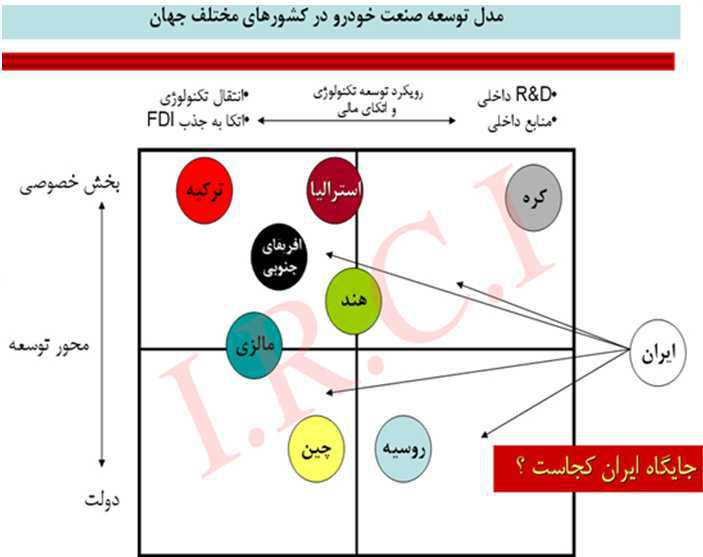 مدل توسعه صنعت خودرو در کشورهای مختلف جهان
•R&D داخلی
•منابع داخلی
رویکرد توسعه تکنولوژی
و اتکای مالی
•انتقال تکنولوژی
•اتکا به جذب FDI
بخش خصوصی
محور توسعه
دولت
کره
استرالیا
ترکیه
افریقای
جنوبی
هند
مالزی
ایران
روسیه
چین
جایگاه ایران کجاست ؟
I.R.C.I